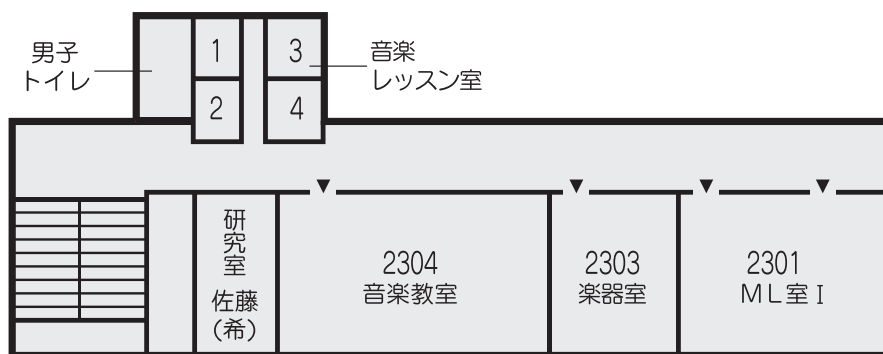 男子
トイレ
1
2
3
4
音楽
レッスン室
研究室
佐藤
(希)
2304
音楽教室
2303
楽器室
2301
ML室 I